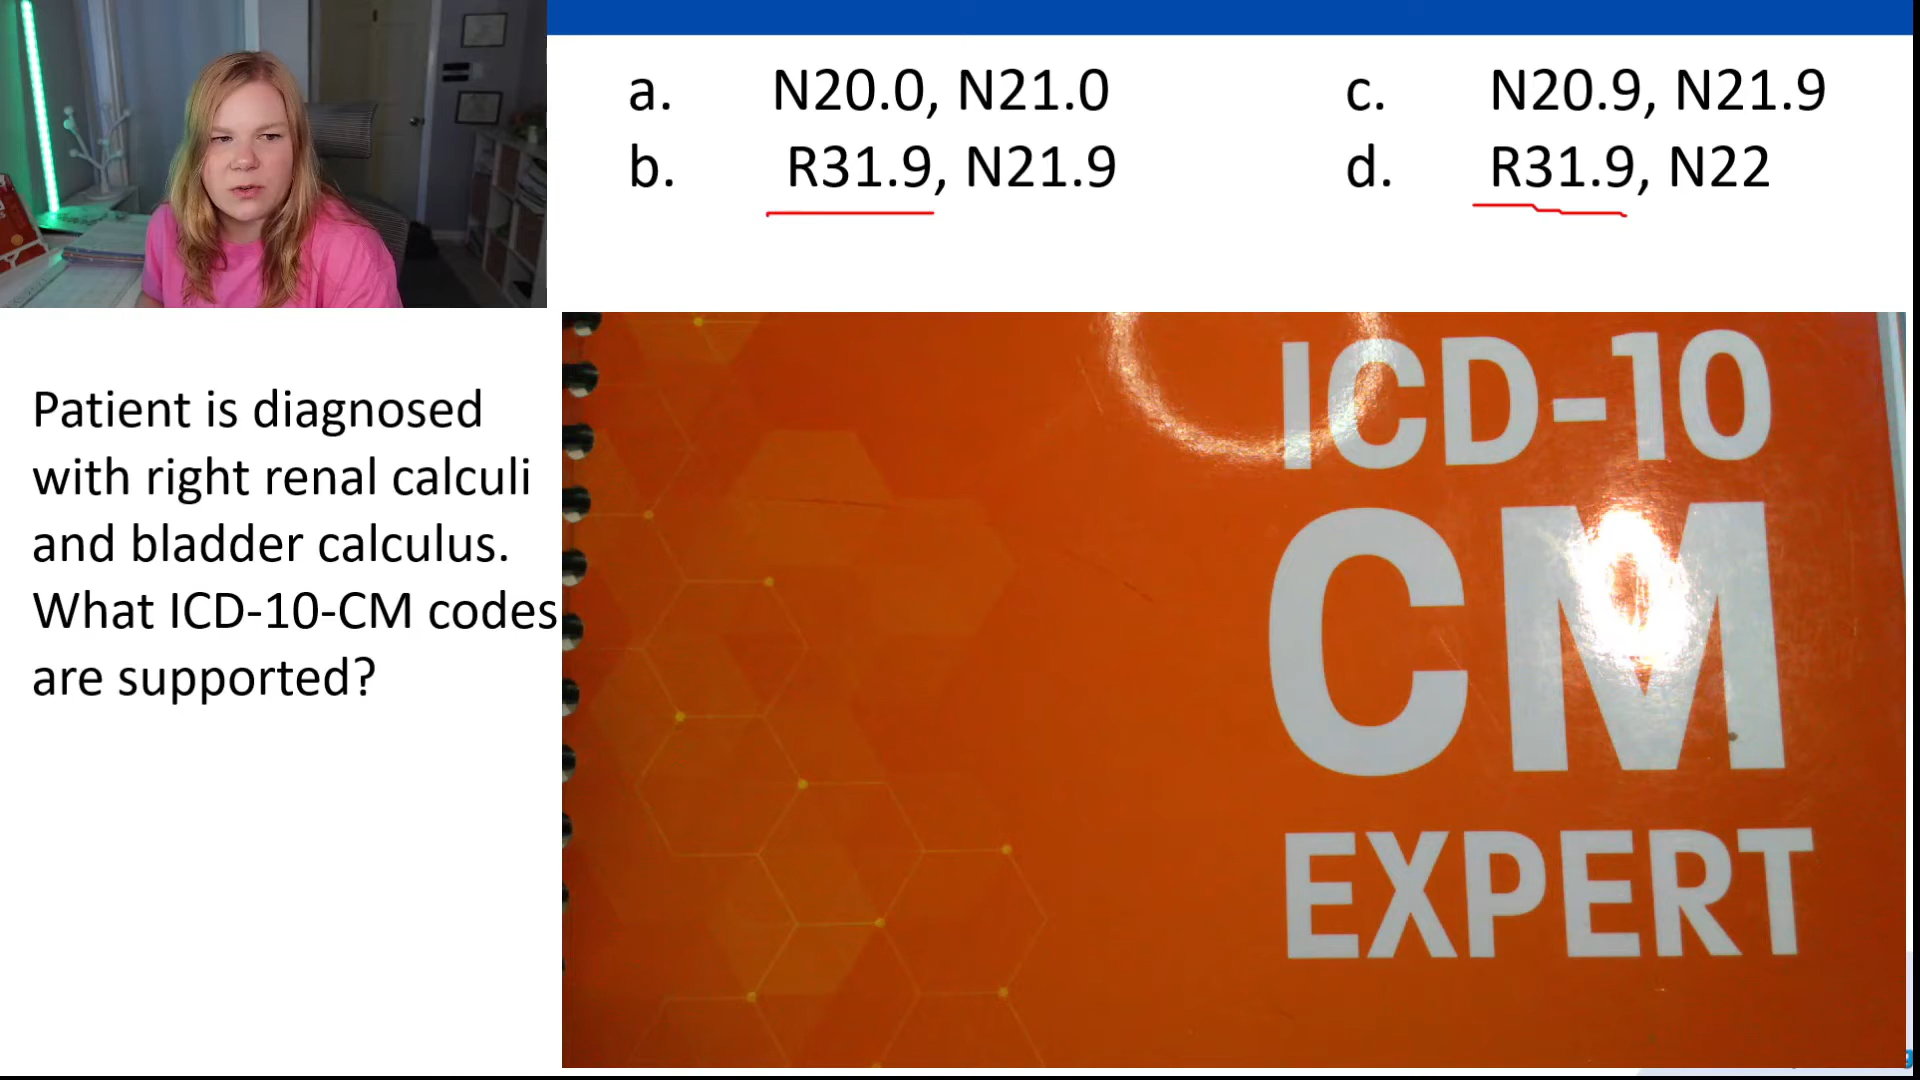 a. N20.0, N21.0
c. N20.9, N21.9
b. R31.9, N21.9
d. R31.9, N22
Patient is diagnosed
with right renal calculi
and bladder calculus.
What ICD-10-CM codes
are supported?
ICD-10
CM
EXPERT